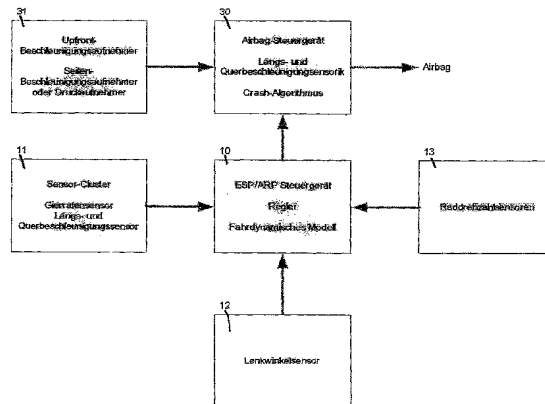 31
Upfront-
Beschleunigungsaufnehmer
Seiten-
Beschleunigungsaufnehmer
oder Druckaufnehmer
30
Airbag-Steuergerät
Längs- und
Querbeschleunigungssensorik
Crash-Algorithmus
Airbag
11
Sensor-Cluster
Gierratensensor
Längs- und
Querbeschleunigungssensor
10
ESP/ARP Steuergerät
Regler
Fahrdynamisches Modell
13
Raddrehzahlsensoren
12
Lenkwinkelsensor